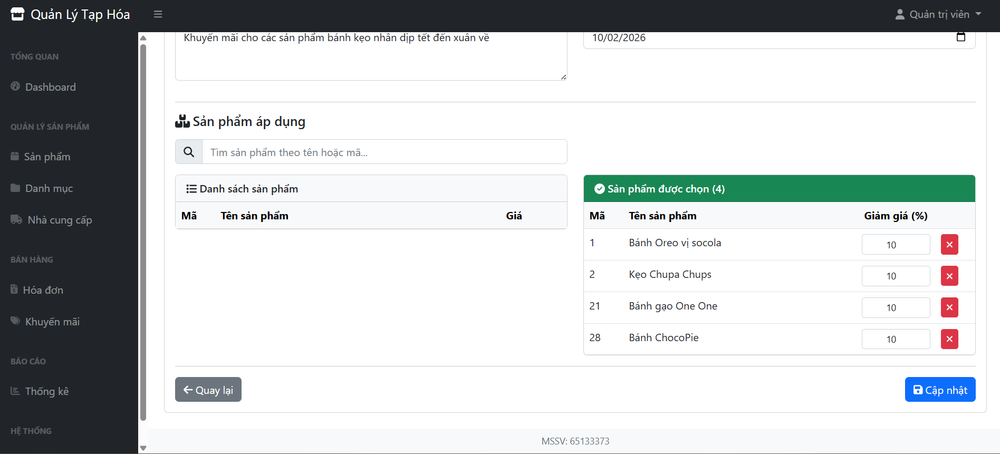 Quản Lý Tạp Hóa
Quản trị viên
TỔNG QUAN
Dashboard
QUẢN LÝ SẢN PHẨM
Sản phẩm
Danh mục
Nhà cung cấp
BÁN HÀNG
Hóa đơn
Khuyến mãi
BÁO CÁO
Thống kê
HỆ THỐNG
Khuyến mãi cho các sản phẩm bánh kẹo nhân dịp tết đến xuân về
10/02/2026
Sản phẩm áp dụng
Tìm sản phẩm theo tên hoặc mã...
Danh sách sản phẩm
Mã Tên sản phẩm Giá
Sản phẩm được chọn (4)
Mã Tên sản phẩm Giảm giá (%)
1 Bánh Oreo vị socola 10
2 Kẹo Chupa Chups 10
21 Bánh gạo One One 10
28 Bánh ChocoPie 10
Quay lại
Cập nhật
MSSV: 65133373